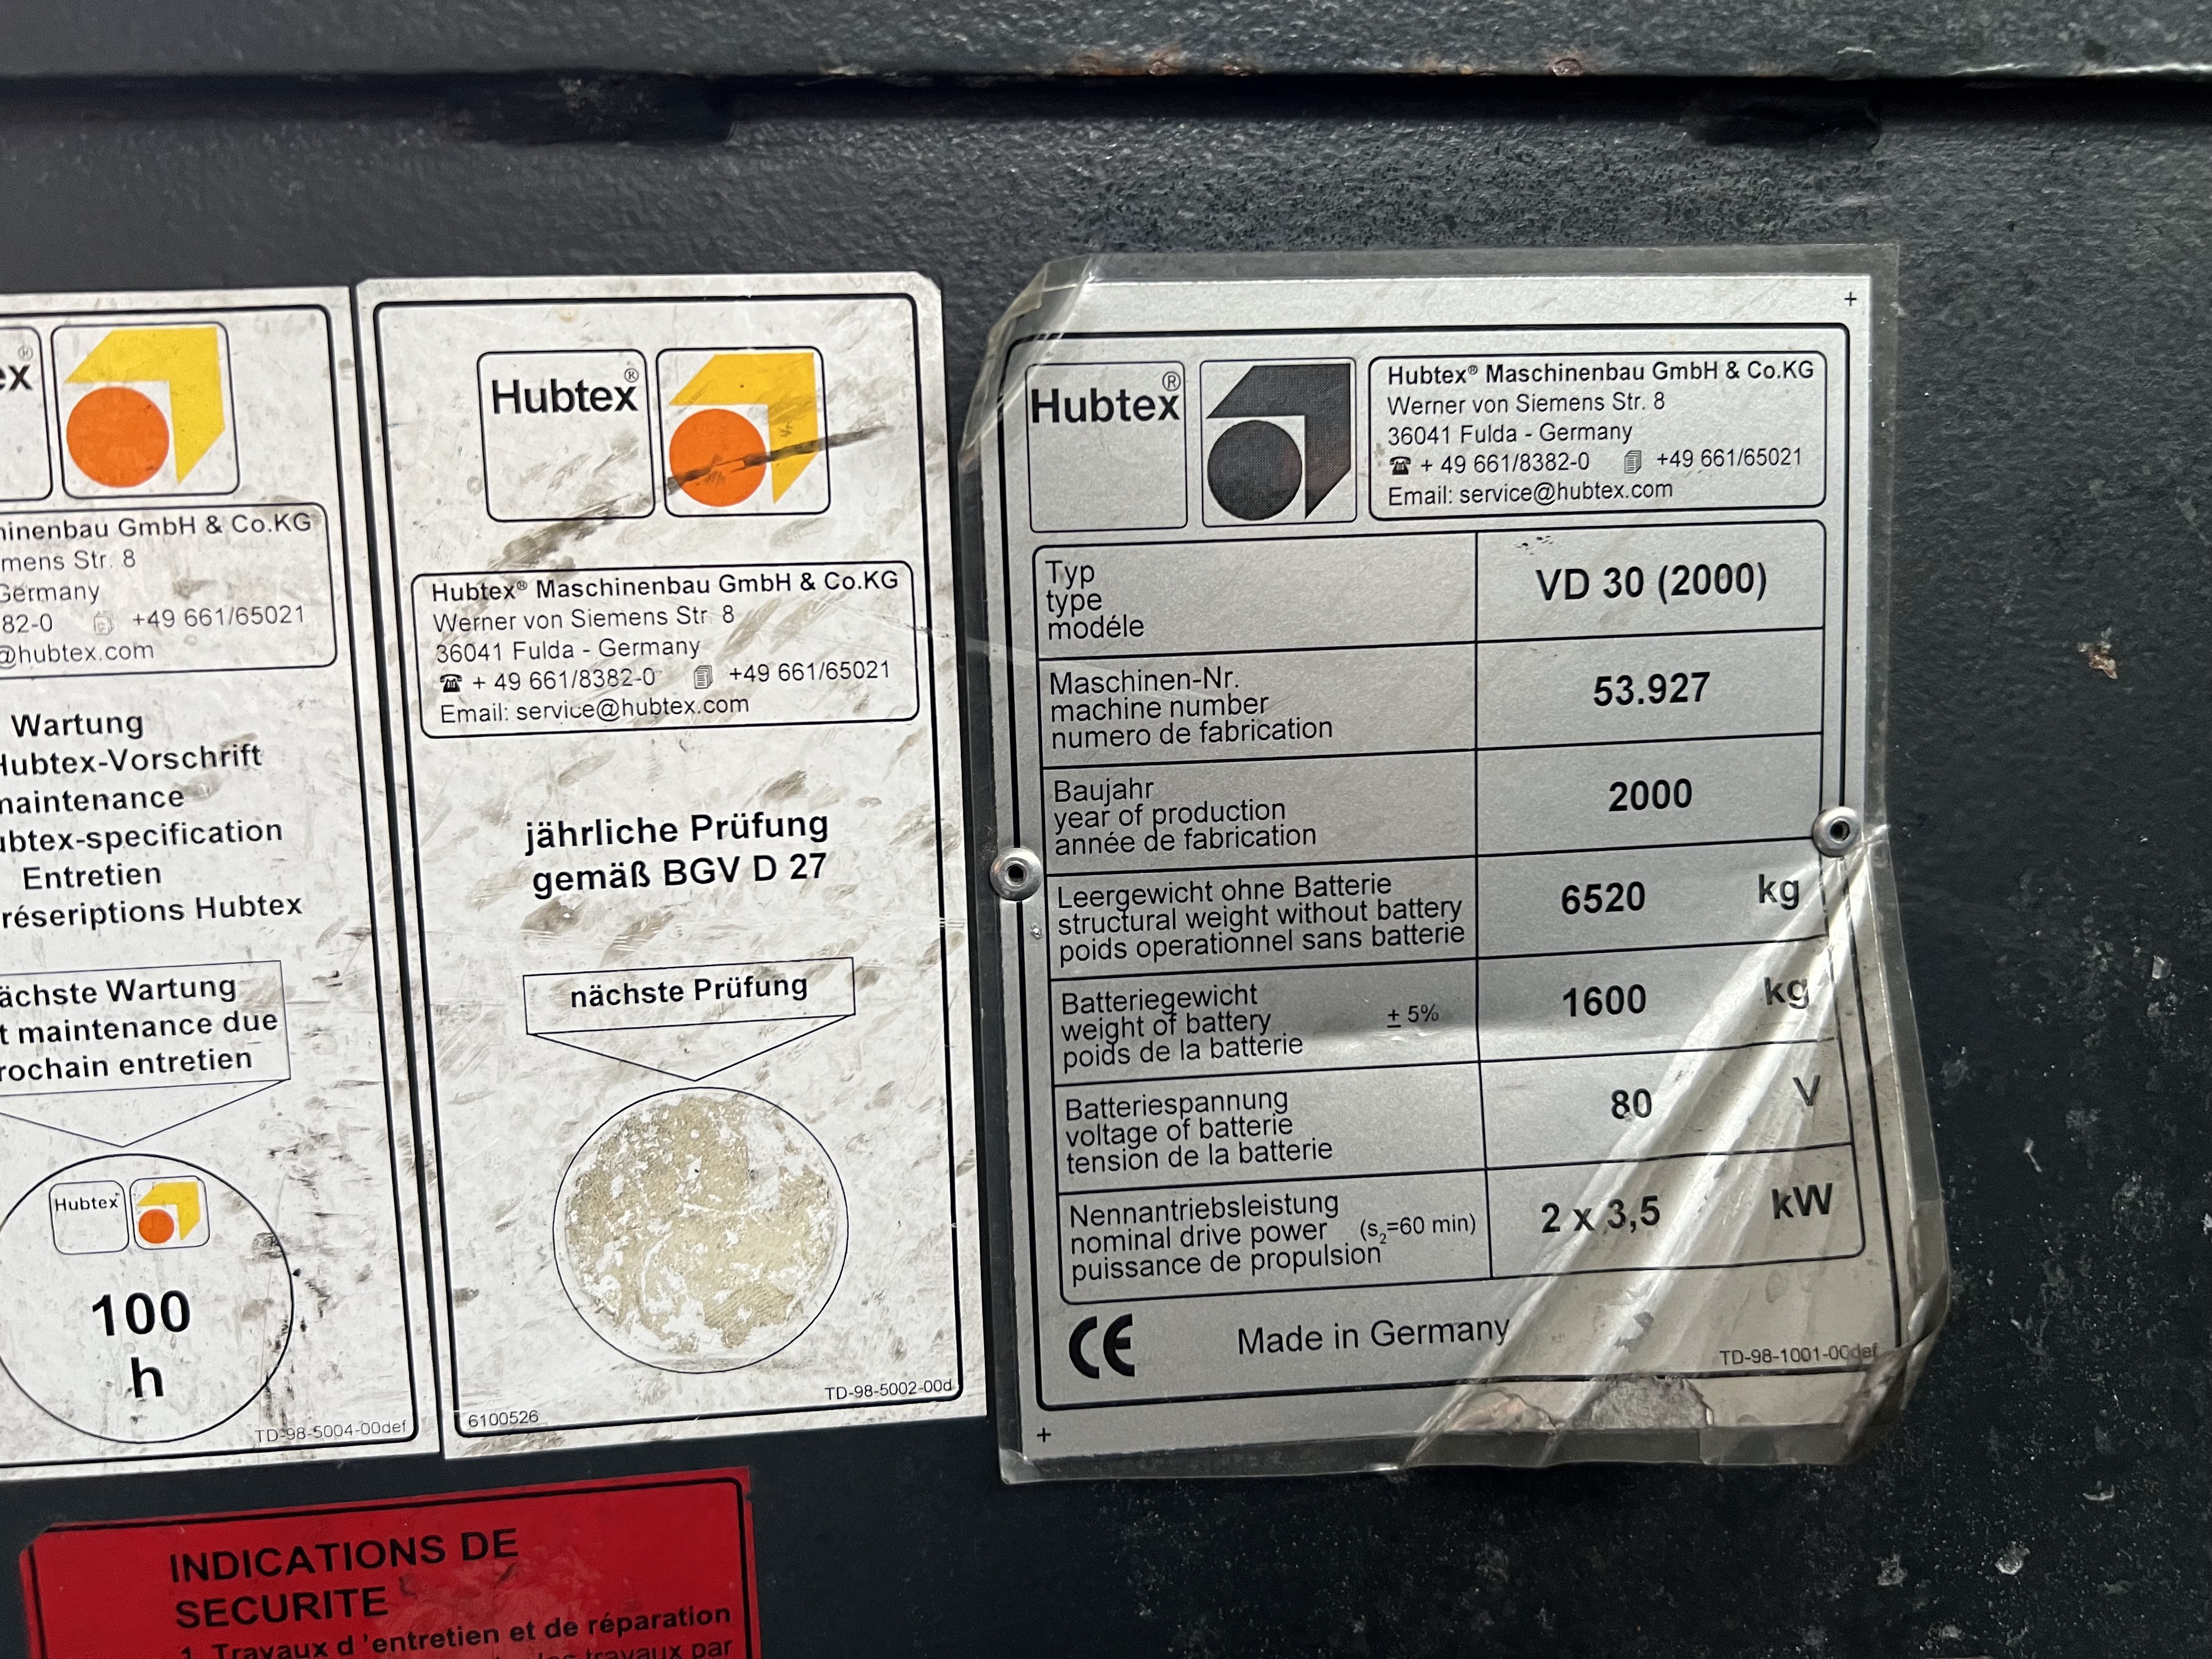 ex®
hinenbau GmbH & Co.KG
mens Str. 8
Germany
82-0 +49 661/65021
@hubtex.com
Wartung
Hubtex-Vorschrift
maintenance
ubtex-specification
Entretien
réseriptions Hubtex
ächste Wartung
t maintenance due
rochain entretien
Hubtex
100
h
TD-98-5004-00def
Hubtex®
Hubtex® Maschinenbau GmbH & Co.KG
Werner von Siemens Str. 8
36041 Fulda - Germany
☎ + 49 661/8382-0 +49 661/65021
Email: service@hubtex.com
jährliche Prüfung
gemäß BGV D 27
nächste Prüfung
TD-98-5002-00d
6100526
+
Hubtex®
Hubtex® Maschinenbau GmbH & Co.KG
Werner von Siemens Str. 8
36041 Fulda - Germany
☎ + 49 661/8382-0 +49 661/65021
Email: service@hubtex.com
Typ
type
modéle
VD 30 (2000)
Maschinen-Nr.
machine number
numero de fabrication
53.927
Baujahr
year of production
année de fabrication
2000
Leergewicht ohne Batterie
structural weight without battery
poids operationnel sans batterie
6520 kg
Batteriegewicht
weight of battery ± 5%
poids de la batterie
1600 kg
Batteriespannung
voltage of batterie
tension de la batterie
80 V
Nennantriebsleistung
nominal drive power (s₂=60 min)
puissance de propulsion
2 x 3,5 kW
CE Made in Germany
TD-98-1001-00def
+
INDICATIONS DE
SECURITE
1. Travaux d'entretien et de réparation
travaux par